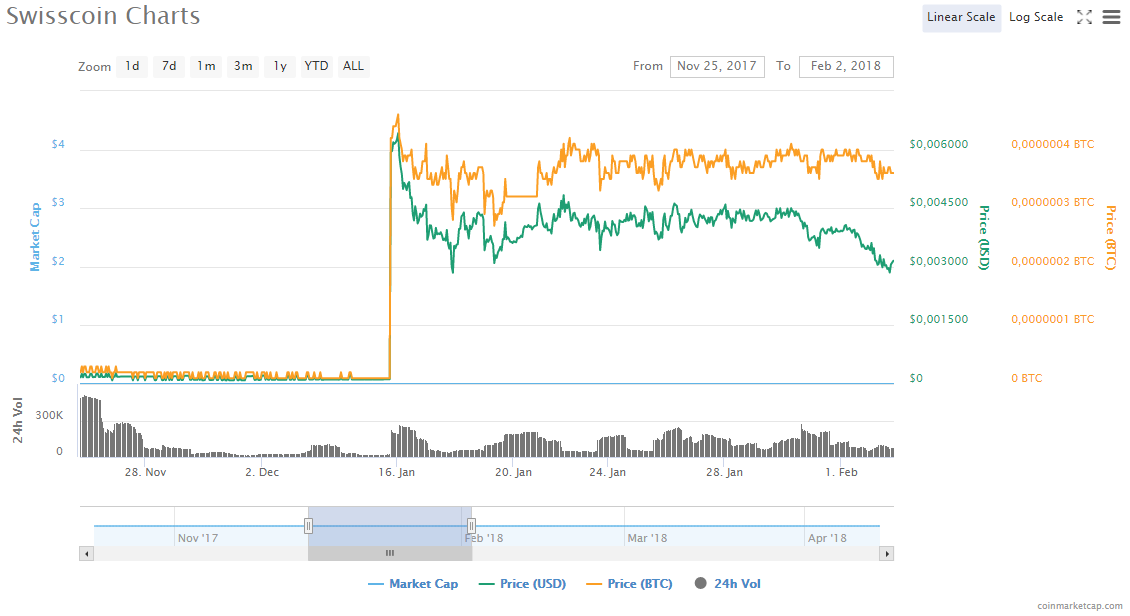 Swisscoin Charts
Linear Scale Log Scale
Zoom 1d 7d 1m 3m 1y YTD ALL From Nov 25, 2017 To Feb 2, 2018
$4 $0,006000 0,0000004 BTC
$3 $0,004500 0,0000003 BTC
Market Cap Price (USD) Price (BTC)
$2 $0,003000 0,0000002 BTC
$1 $0,001500 0,0000001 BTC
$0 $0 0 BTC
24h Vol
300K
0
28. Nov 2. Dec 16. Jan 20. Jan 24. Jan 28. Jan 1. Feb
Nov '17 Feb '18 Mar '18 Apr '18
Market Cap Price (USD) Price (BTC) 24h Vol
coinmarketcap.com